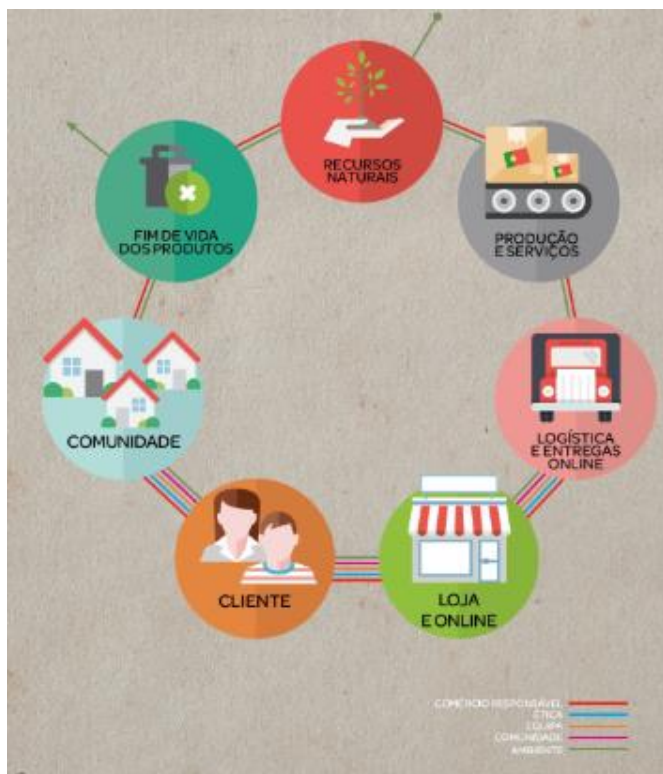 RECURSOS
NATURAIS
PRODUÇÃO
E SERVIÇOS
LOGÍSTICA
E ENTREGAS
ONLINE
LOJA
E ONLINE
CLIENTE
COMUNIDADE
FIM DE VIDA
DOS PRODUTOS
COMÉRCIO RESPONSÁVEL
ÉTICA
EQUIPA
COMUNIDADE
AMBIENTE